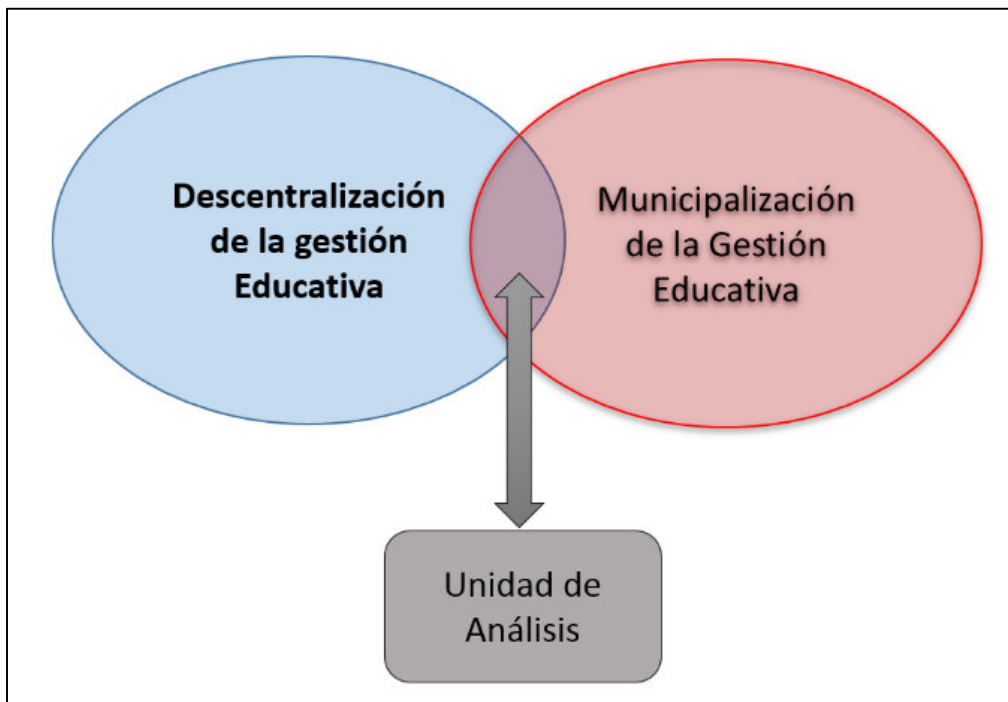 Descentralización
de la gestión
Educativa
Municipalización
de la Gestión
Educativa
Unidad de
Análisis